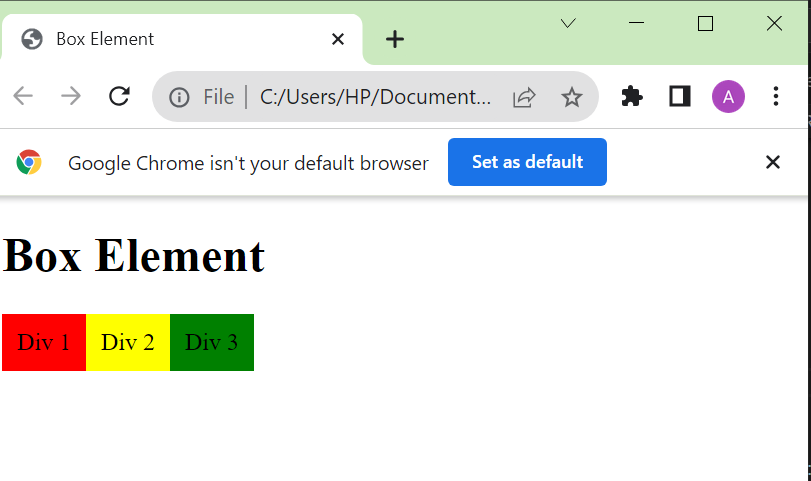 Box Element
File | C:/Users/HP/Document...
A
Google Chrome isn't your default browser Set as default
Box Element
Div 1 Div 2 Div 3